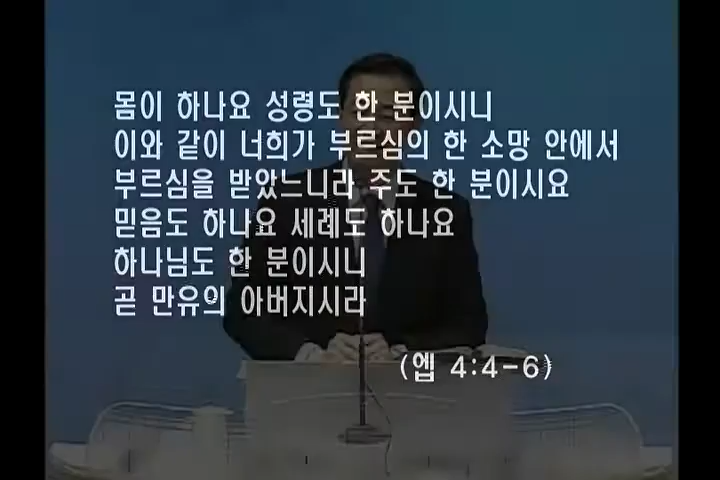 몸이 하나요 성령도 한 분이시니
이와 같이 너희가 부르심의 한 소망 안에서
부르심을 받았느니라 주도 한 분이시요
믿음도 하나요 세례도 하나요
하나님도 한 분이시니
곧 만유의 아버지시라
(엡 4:4-6)